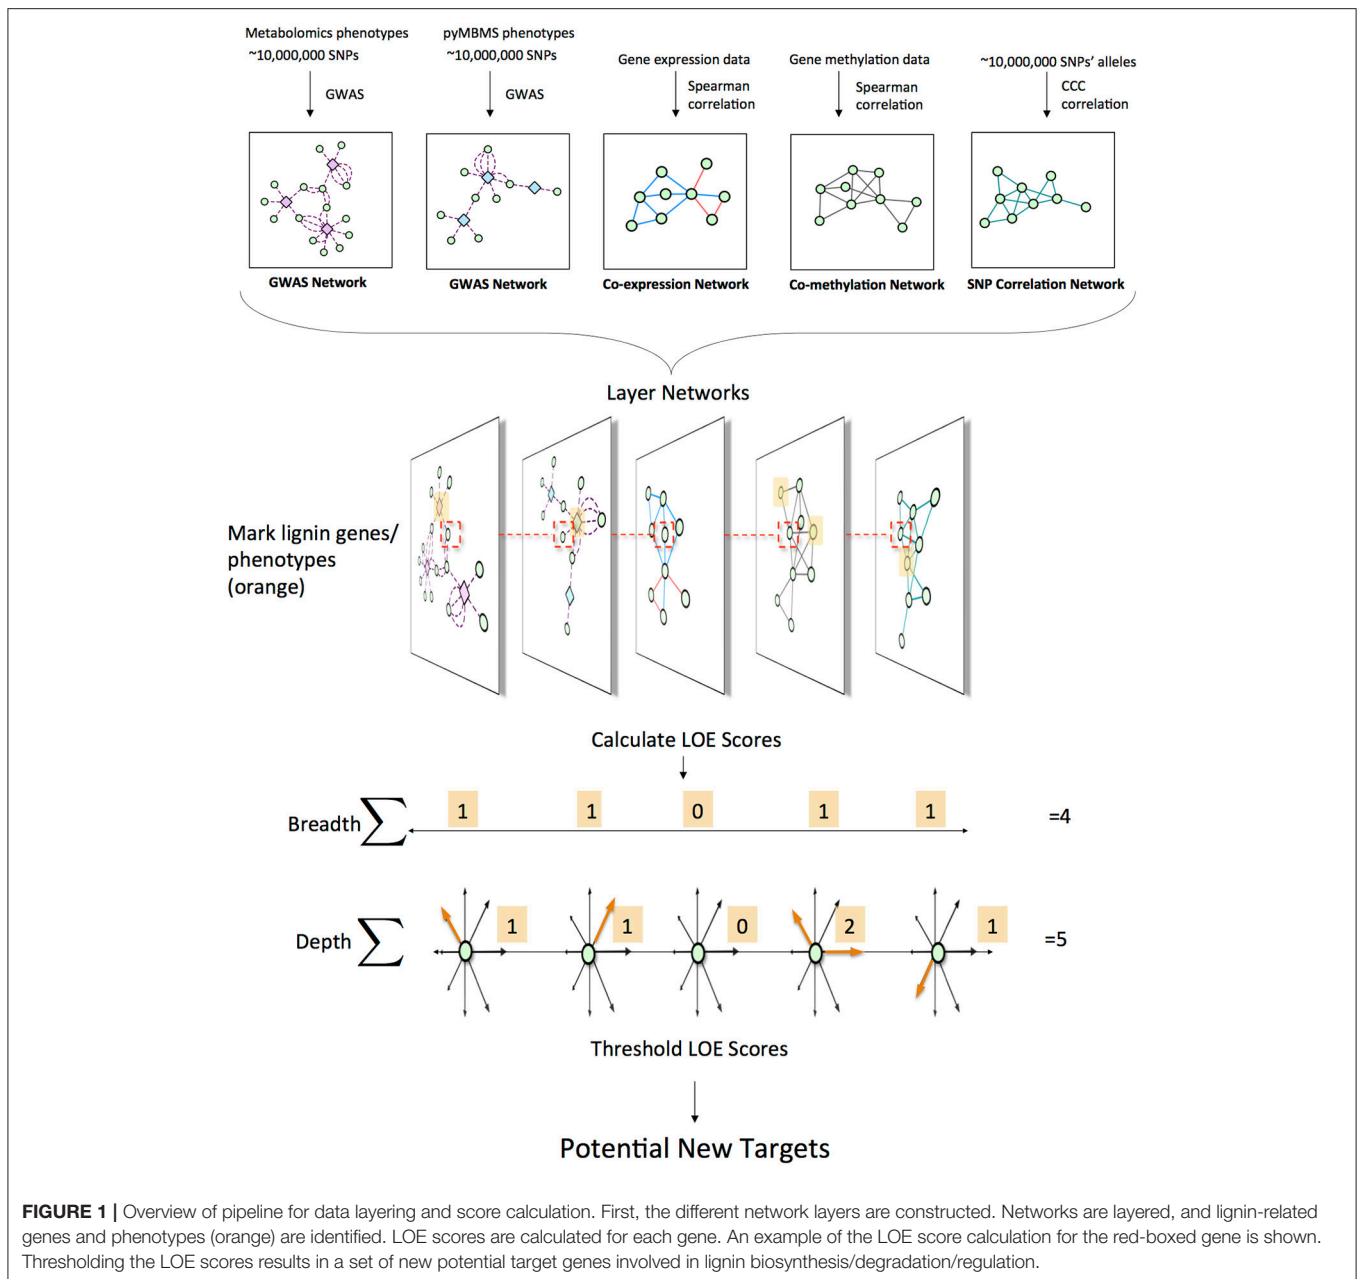 Metabolomics phenotypes
~10,000,000 SNPs
GWAS
pyMBMS phenotypes
~10,000,000 SNPs
GWAS
Gene expression data
Spearman
correlation
Gene methylation data
Spearman
correlation
~10,000,000 SNPs' alleles
CCC
correlation
GWAS Network
GWAS Network
Co-expression Network
Co-methylation Network
SNP Correlation Network
Layer Networks
Mark lignin genes/
phenotypes
(orange)
Calculate LOE Scores
Breadth ∑ 1 1 0 1 1 =4
Depth ∑ 1 1 0 2 1 =5
Threshold LOE Scores
Potential New Targets
FIGURE 1 | Overview of pipeline for data layering and score calculation. First, the different network layers are constructed. Networks are layered, and lignin-related
genes and phenotypes (orange) are identified. LOE scores are calculated for each gene. An example of the LOE score calculation for the red-boxed gene is shown.
Thresholding the LOE scores results in a set of new potential target genes involved in lignin biosynthesis/degradation/regulation.